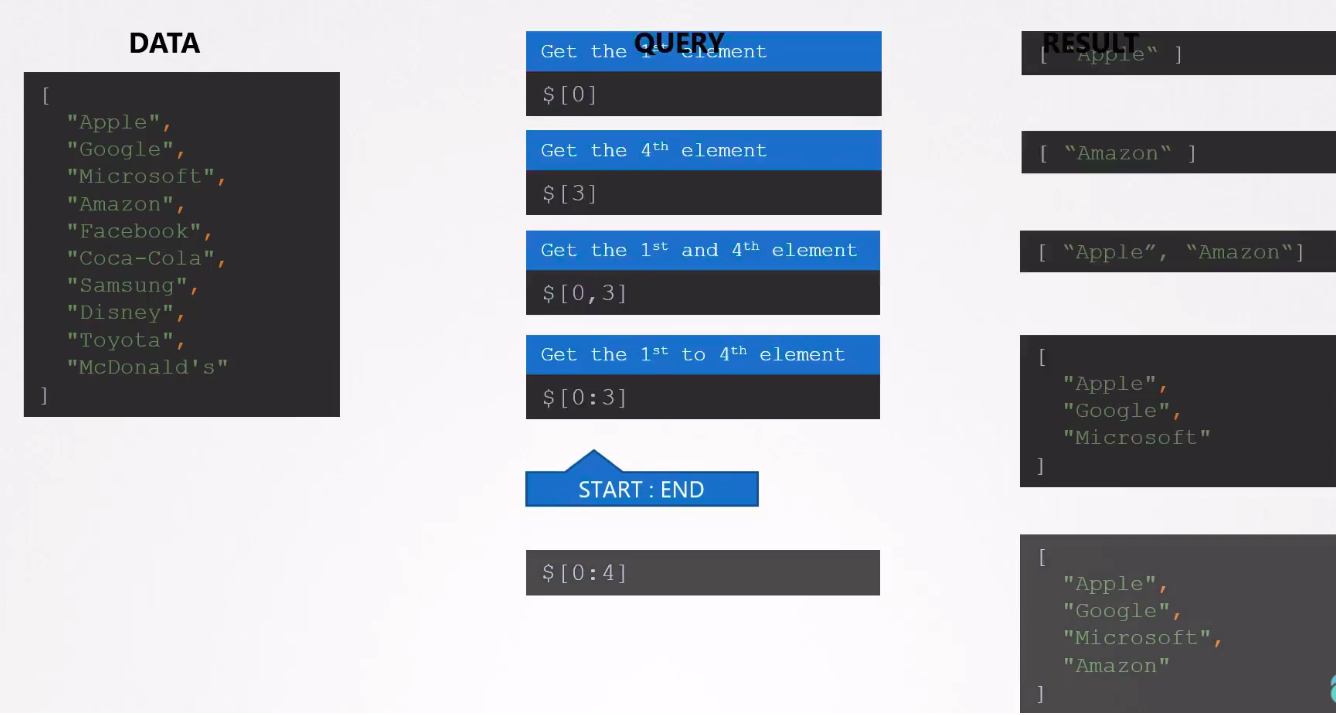 DATA
[
"Apple",
"Google",
"Microsoft",
"Amazon",
"Facebook",
"Coca-Cola",
"Samsung",
"Disney",
"Toyota",
"McDonald's"
]
QUERY
Get the 1st element
$[0]
Get the 4th element
$[3]
Get the 1st and 4th element
$[0,3]
Get the 1st to 4th element
$[0:3]
START : END
$[0:4]
RESULT
[ "Apple“ ]
[ “Amazon“ ]
[ “Apple”, “Amazon“]
[
"Apple",
"Google",
"Microsoft"
]
[
"Apple",
"Google",
"Microsoft",
"Amazon"
]